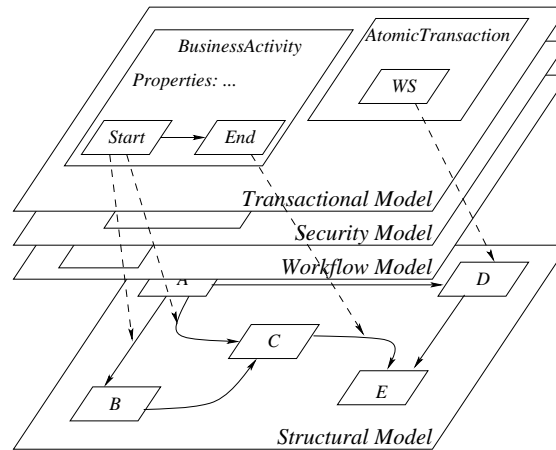 BusinessActivity
AtomicTransaction
Properties: ...
WS
Start
End
Transactional Model
Security Model
Workflow Model
A
D
C
B
E
Structural Model